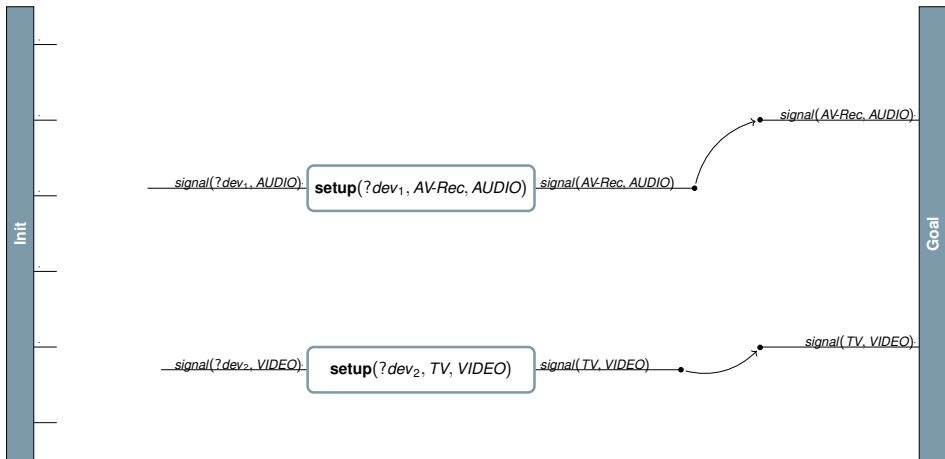 Init
signal(?dev₁, AUDIO)
setup(?dev₁, AV-Rec, AUDIO)
signal(AV-Rec, AUDIO)
signal(AV-Rec, AUDIO)
signal(?dev₂, VIDEO)
setup(?dev₂, TV, VIDEO)
signal(TV, VIDEO)
signal(TV, VIDEO)
Goal